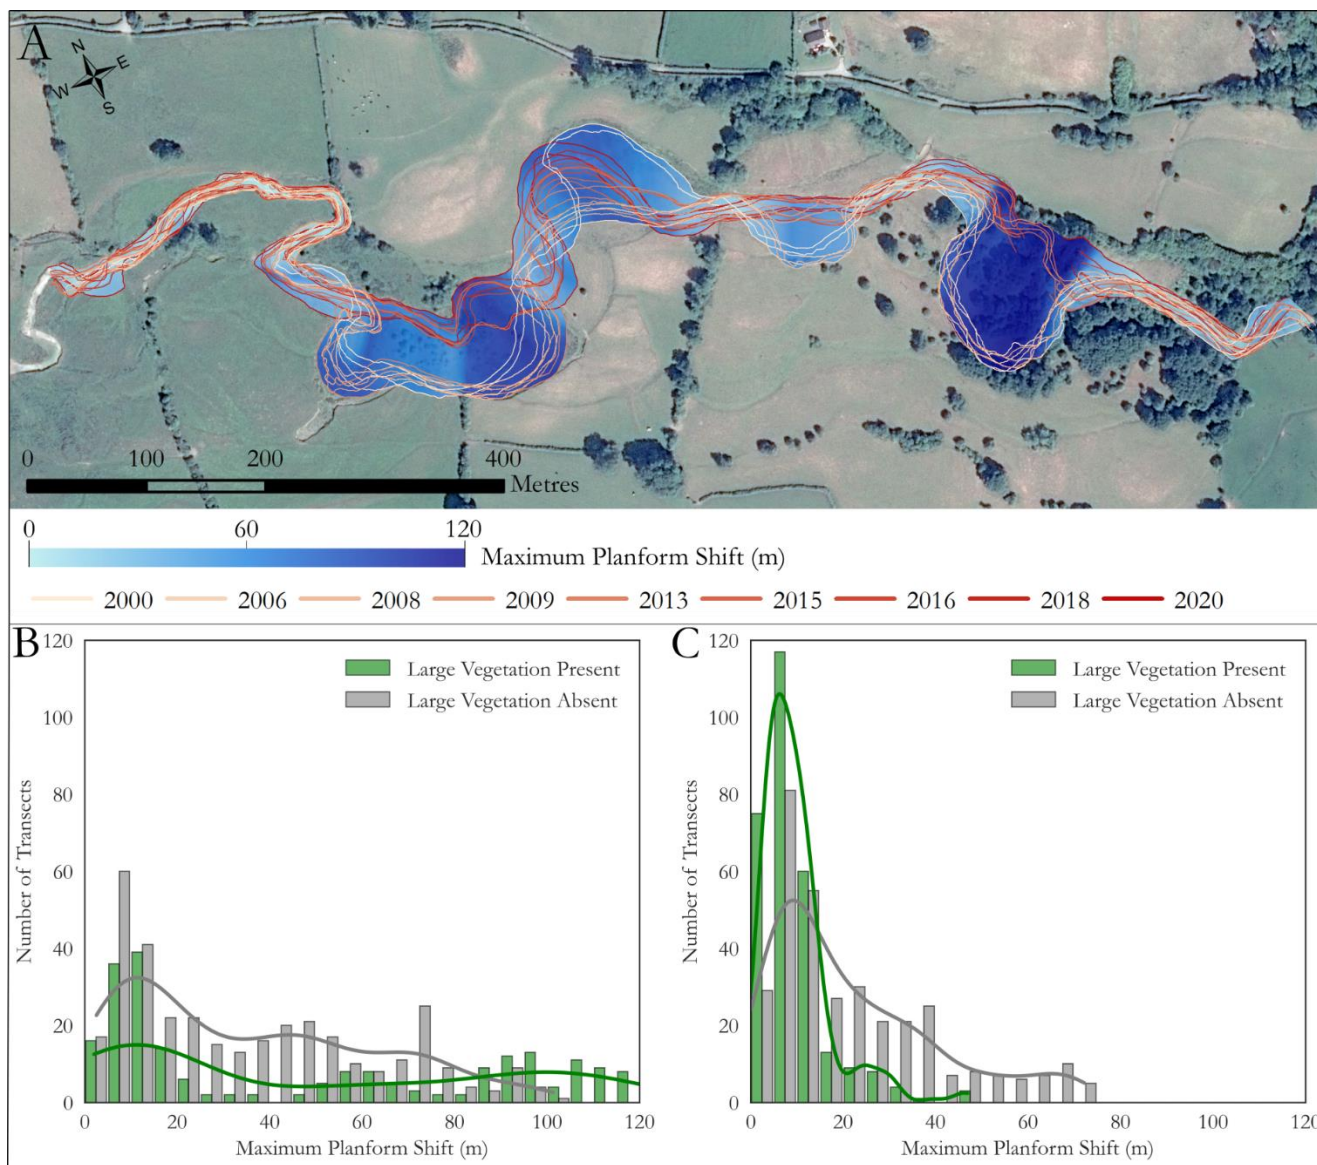 A
N
E
W
S
0 100 200 400
Metres
0 60 120
Maximum Planform Shift (m)
2000 2006 2008 2009 2013 2015 2016 2018 2020
B
120
100
80
60
40
20
0
Number of Transects
Large Vegetation Present
Large Vegetation Absent
0 20 40 60 80 100 120
Maximum Planform Shift (m)
C
120
100
80
60
40
20
0
Number of Transects
Large Vegetation Present
Large Vegetation Absent
0 20 40 60 80 100 120
Maximum Planform Shift (m)